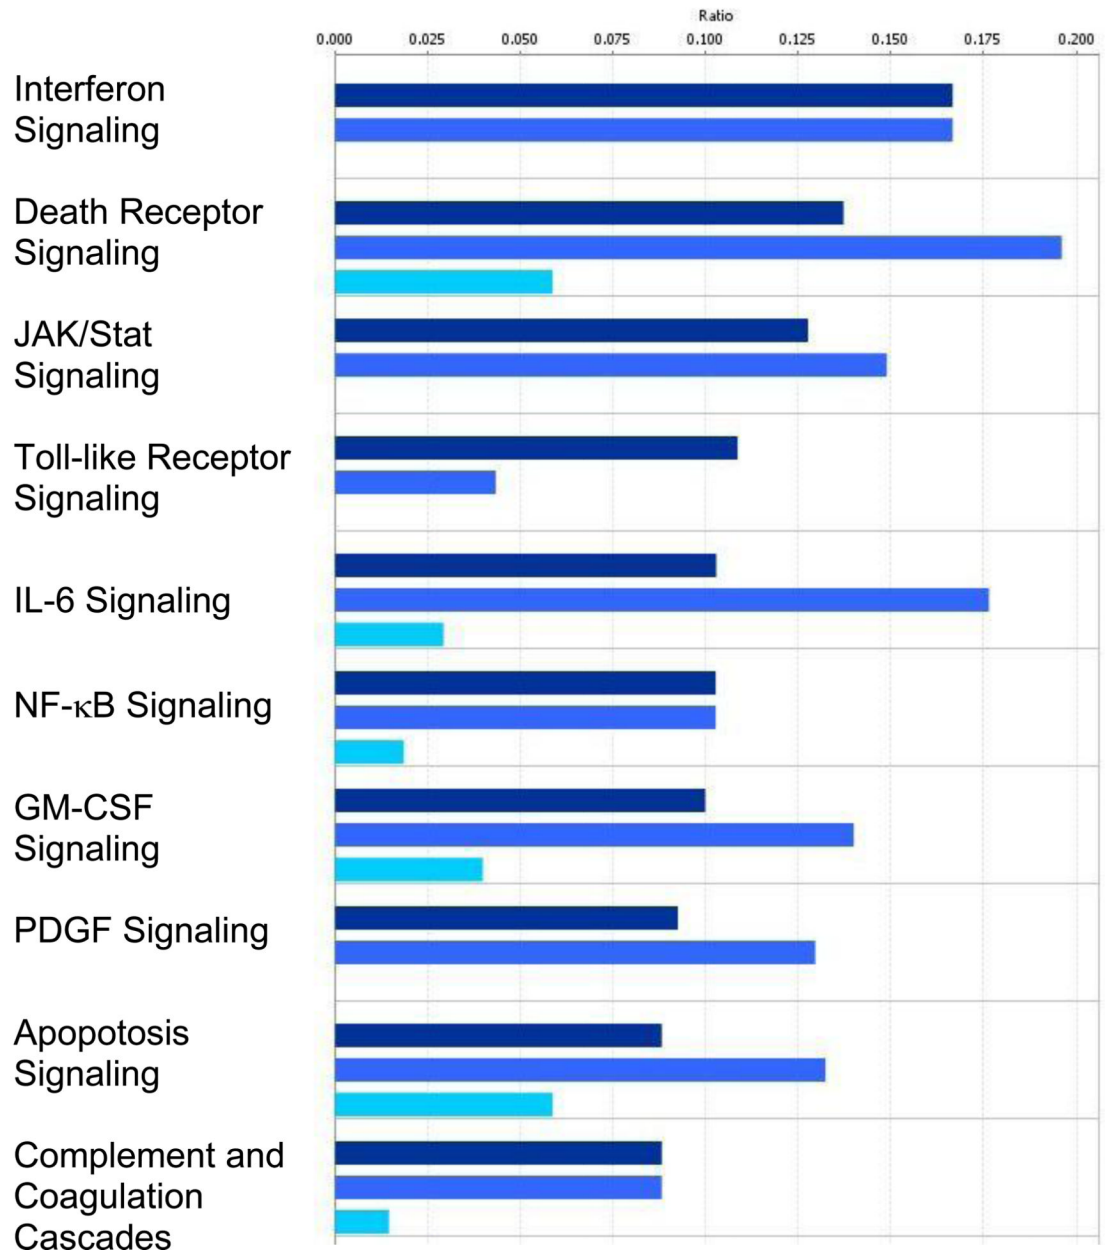 Ratio
0.000 0.025 0.050 0.075 0.100 0.125 0.150 0.175 0.200
Interferon
Signaling
Death Receptor
Signaling
JAK/Stat
Signaling
Toll-like Receptor
Signaling
IL-6 Signaling
NF-κB Signaling
GM-CSF
Signaling
PDGF Signaling
Apopotosis
Signaling
Complement and
Coagulation
Cascades